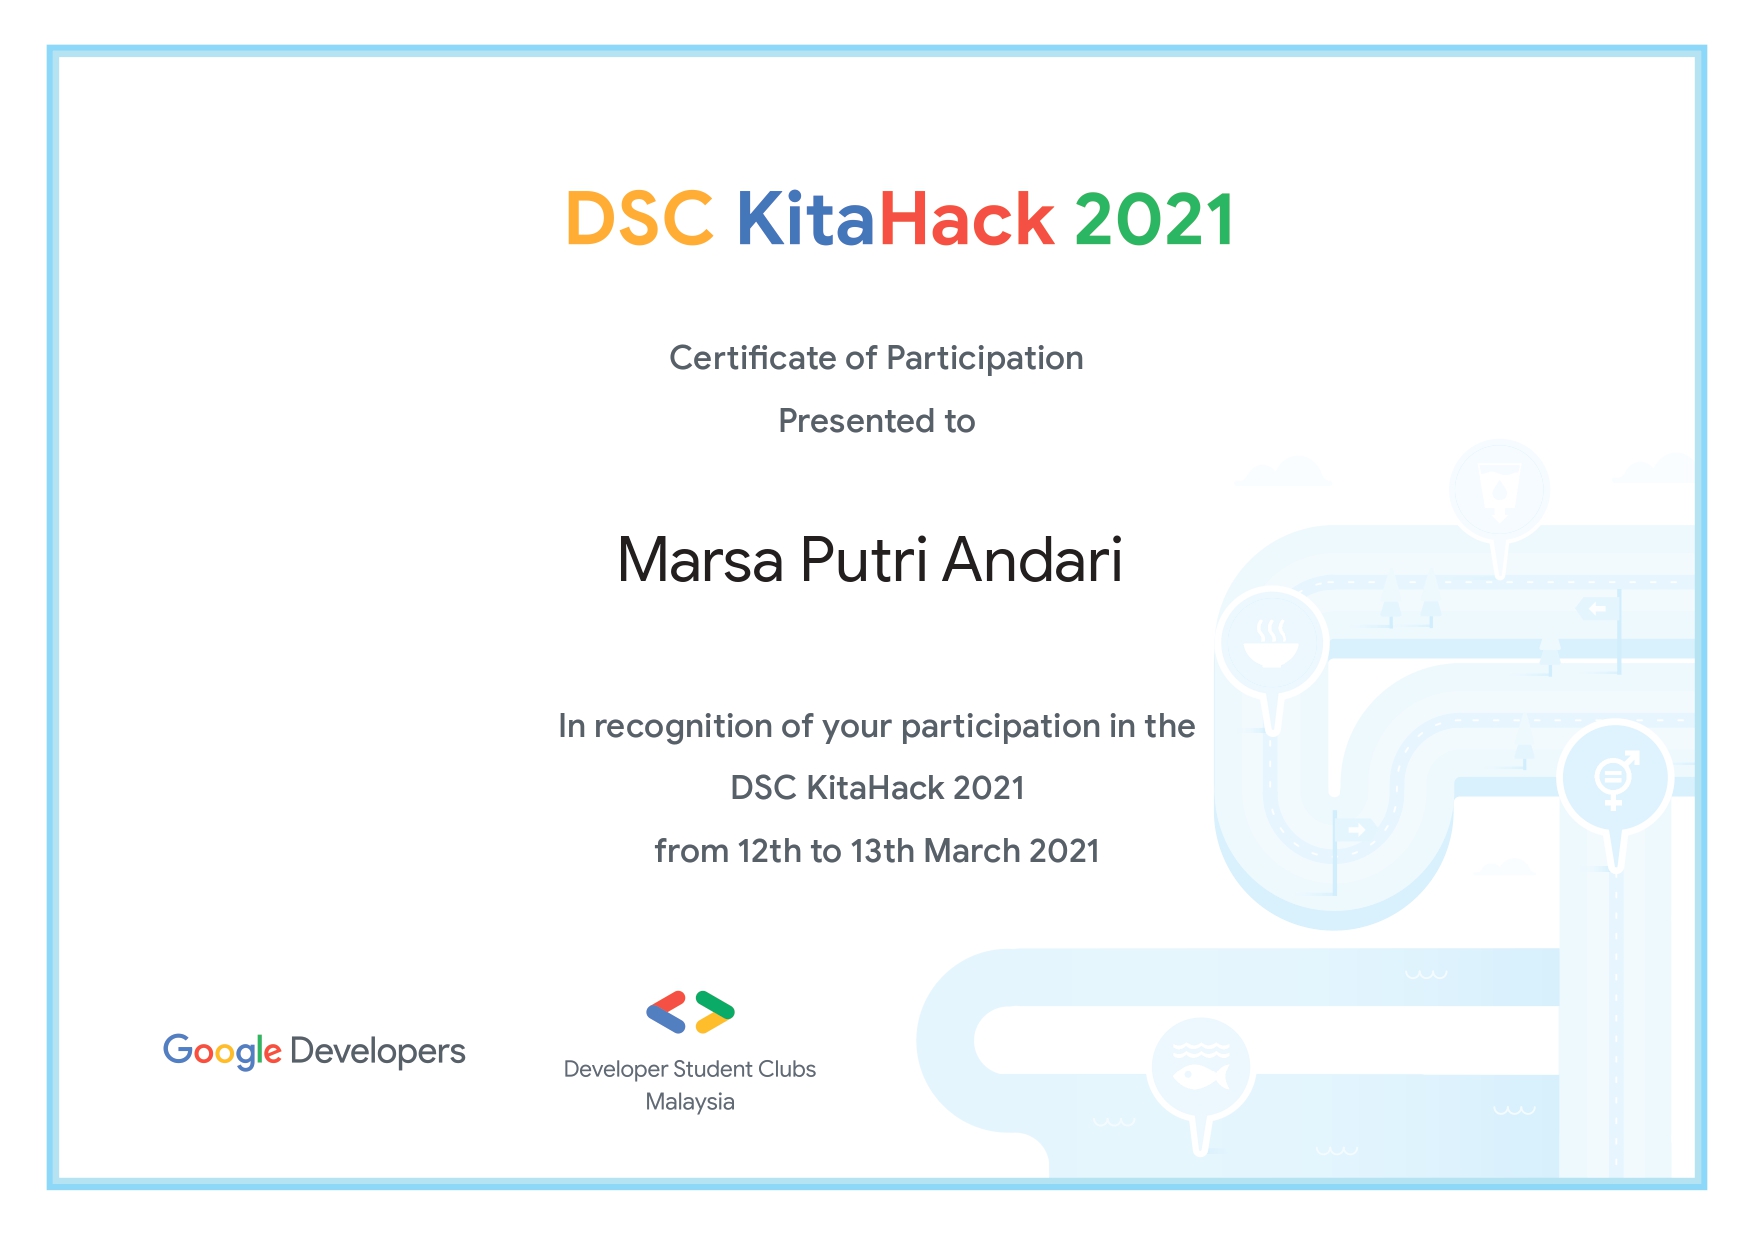 DSC KitaHack 2021
Certificate of Participation
Presented to
Marsa Putri Andari
In recognition of your participation in the
DSC KitaHack 2021
from 12th to 13th March 2021
Google Developers
Developer Student Clubs
Malaysia